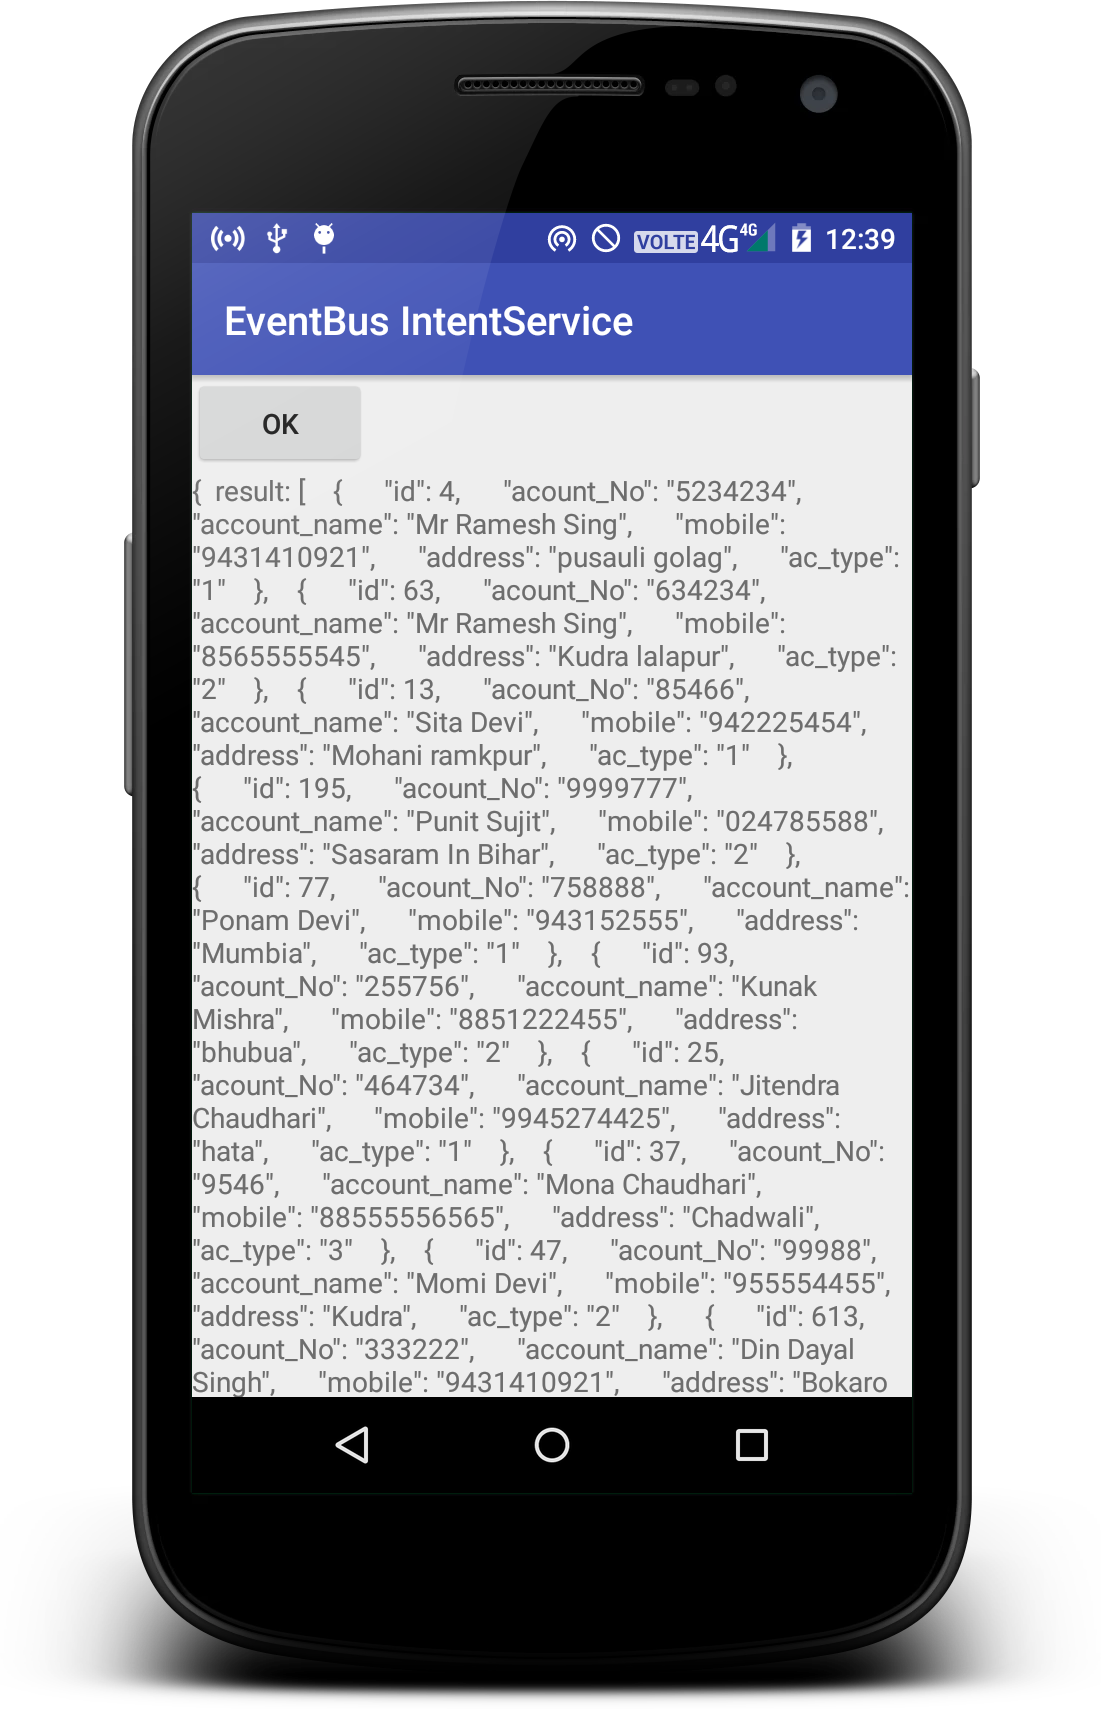 VOLTE 4G 4G 12:39
EventBus IntentService
OK
{  result: [    {      "id": 4,      "acount_No": "5234234",
"account_name": "Mr Ramesh Sing",      "mobile":
"9431410921",      "address": "pusauli golag",      "ac_type":
"1"    },    {      "id": 63,      "acount_No": "634234",
"account_name": "Mr Ramesh Sing",      "mobile":
"8565555545",      "address": "Kudra lalapur",      "ac_type":
"2"    },    {      "id": 13,      "acount_No": "85466",
"account_name": "Sita Devi",      "mobile": "942225454",
"address": "Mohani ramkpur",      "ac_type": "1"    },
{      "id": 195,      "acount_No": "9999777",
"account_name": "Punit Sujit",      "mobile": "024785588",
"address": "Sasaram In Bihar",      "ac_type": "2"    },
{      "id": 77,      "acount_No": "758888",      "account_name":
"Ponam Devi",      "mobile": "943152555",      "address":
"Mumbia",      "ac_type": "1"    },    {      "id": 93,
"acount_No": "255756",      "account_name": "Kunak
Mishra",      "mobile": "8851222455",      "address":
"bhubua",      "ac_type": "2"    },    {      "id": 25,
"acount_No": "464734",      "account_name": "Jitendra
Chaudhari",      "mobile": "9945274425",      "address":
"hata",      "ac_type": "1"    },    {      "id": 37,      "acount_No":
"9546",      "account_name": "Mona Chaudhari",
"mobile": "88555556565",      "address": "Chadwali",
"ac_type": "3"    },    {      "id": 47,      "acount_No": "99988",
"account_name": "Momi Devi",      "mobile": "955554455",
"address": "Kudra",      "ac_type": "2"    },      {      "id": 613,
"acount_No": "333222",      "account_name": "Din Dayal
Singh",      "mobile": "9431410921",      "address": "Bokaro